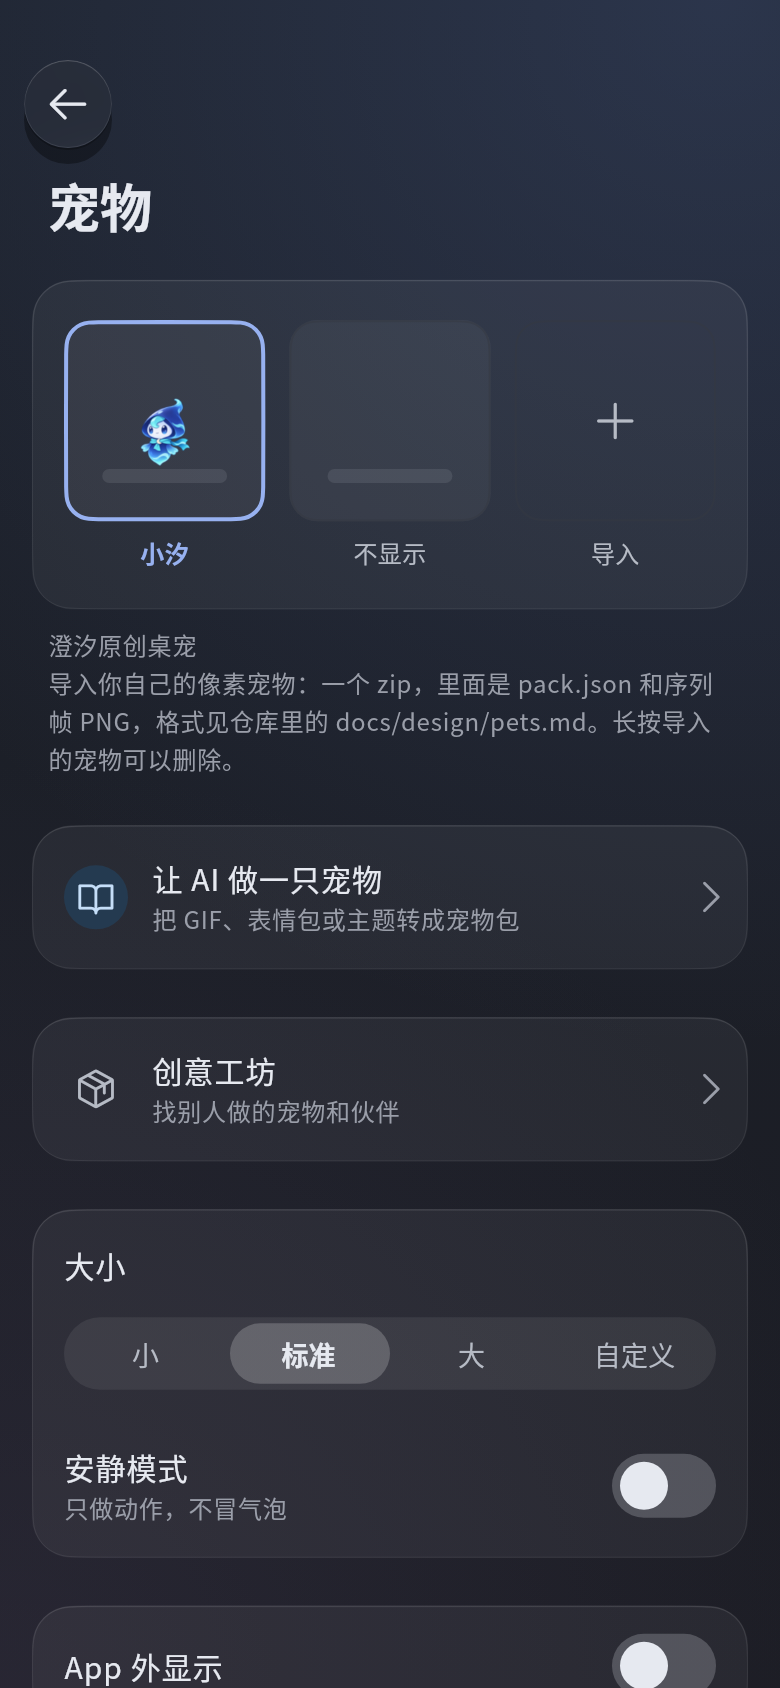 宠物
小汐
不显示
导入
澄汐原创桌宠
导入你自己的像素宠物：一个 zip，里面是 pack.json 和序列
帧 PNG，格式见仓库里的 docs/design/pets.md。长按导入
的宠物可以删除。
让 AI 做一只宠物
把 GIF、表情包或主题转成宠物包
创意工坊
找别人做的宠物和伙伴
大小
小
标准
大
自定义
安静模式
只做动作，不冒气泡
App 外显示